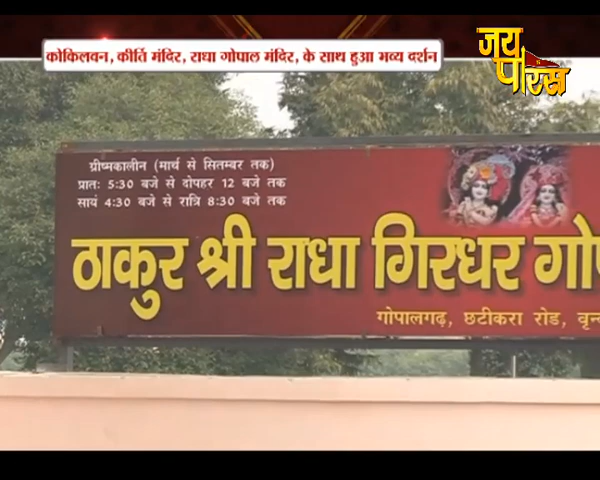 कोकिलवन, कीर्ति मंदिर, राधा गोपाल मंदिर, के साथ हुआ भव्य दर्शन
जय
पारस
ग्रीष्मकालीन (मार्च से सितम्बर तक)
प्रातः 5:30 बजे से दोपहर 12 बजे तक
सायं 4:30 बजे से रात्रि 8:30 बजे तक
ठाकुर श्री राधा गिरधर गोप
गोपालगढ़, छटीकरा रोड, वृन्